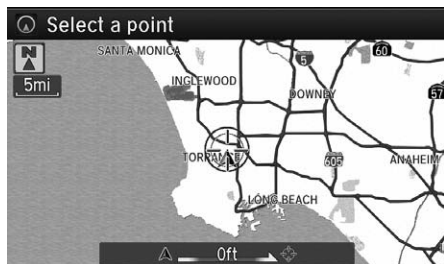 Select a point
N
SANTA MONICA
5
60
5mi
INGLEWOOD
DOWNEY
57
TORRANCE
605
ANAHEIM
LONG BEACH
0ft